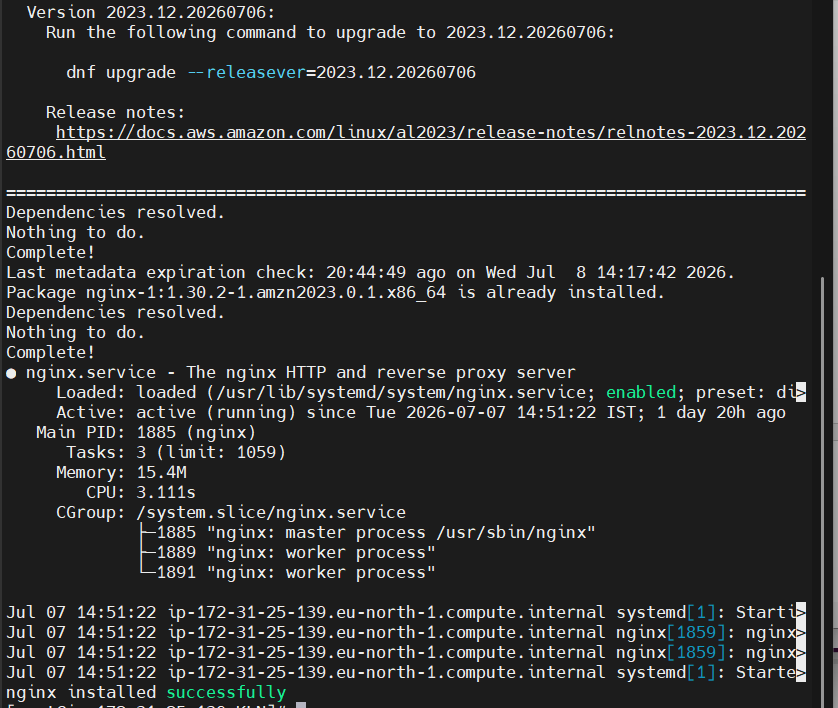 Version 2023.12.20260706:
Run the following command to upgrade to 2023.12.20260706:
dnf upgrade --releasever=2023.12.20260706
Release notes:
https://docs.aws.amazon.com/linux/al2023/release-notes/relnotes-2023.12.202
60706.html
================================================================================
Dependencies resolved.
Nothing to do.
Complete!
Last metadata expiration check: 20:44:49 ago on Wed Jul  8 14:17:42 2026.
Package nginx-1:1.30.2-1.amzn2023.0.1.x86_64 is already installed.
Dependencies resolved.
Nothing to do.
Complete!
● nginx.service - The nginx HTTP and reverse proxy server
Loaded: loaded (/usr/lib/systemd/system/nginx.service; enabled; preset: di>
Active: active (running) since Tue 2026-07-07 14:51:22 IST; 1 day 20h ago
Main PID: 1885 (nginx)
Tasks: 3 (limit: 1059)
Memory: 15.4M
CPU: 3.111s
CGroup: /system.slice/nginx.service
├─1885 "nginx: master process /usr/sbin/nginx"
├─1889 "nginx: worker process"
└─1891 "nginx: worker process"
Jul 07 14:51:22 ip-172-31-25-139.eu-north-1.compute.internal systemd[1]: Starti>
Jul 07 14:51:22 ip-172-31-25-139.eu-north-1.compute.internal nginx[1859]: nginx>
Jul 07 14:51:22 ip-172-31-25-139.eu-north-1.compute.internal nginx[1859]: nginx>
Jul 07 14:51:22 ip-172-31-25-139.eu-north-1.compute.internal systemd[1]: Starte>
nginx installed successfully